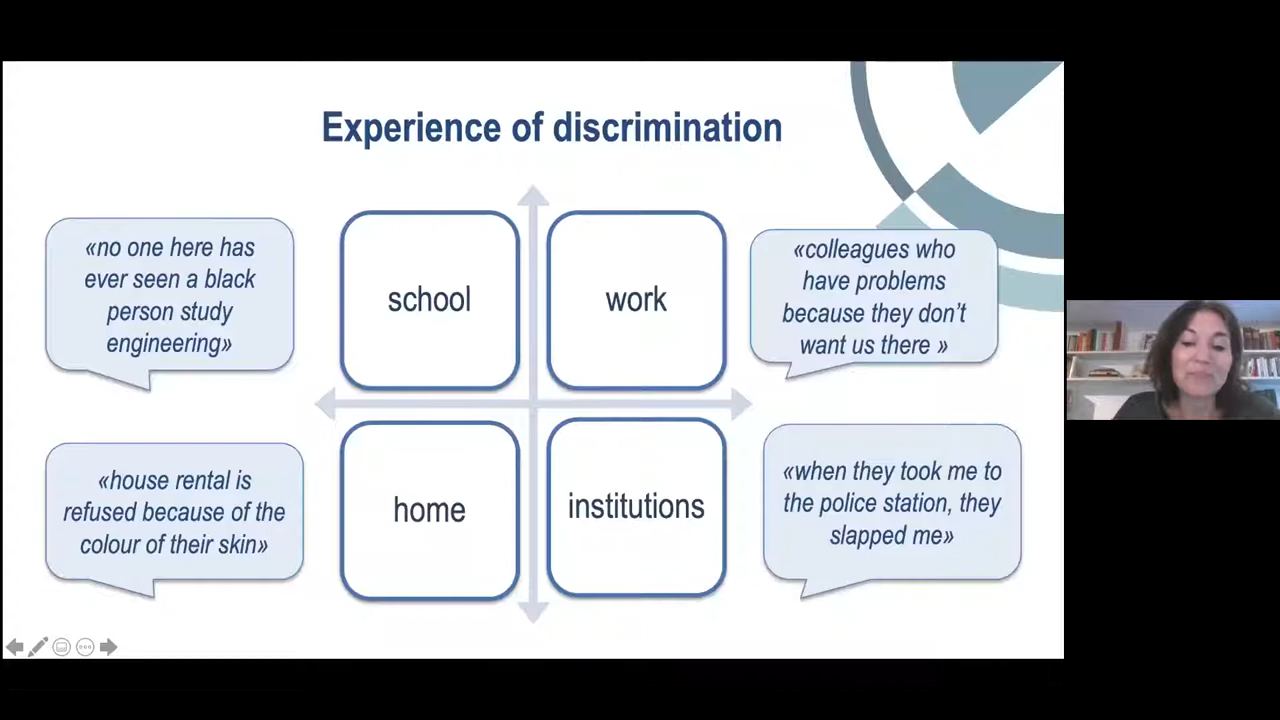 Experience of discrimination
«no one here has
ever seen a black
person study
engineering»
school
work
«colleagues who
have problems
because they don't
want us there »
«house rental is
refused because of the
colour of their skin»
home
institutions
«when they took me to
the police station, they
slapped me»